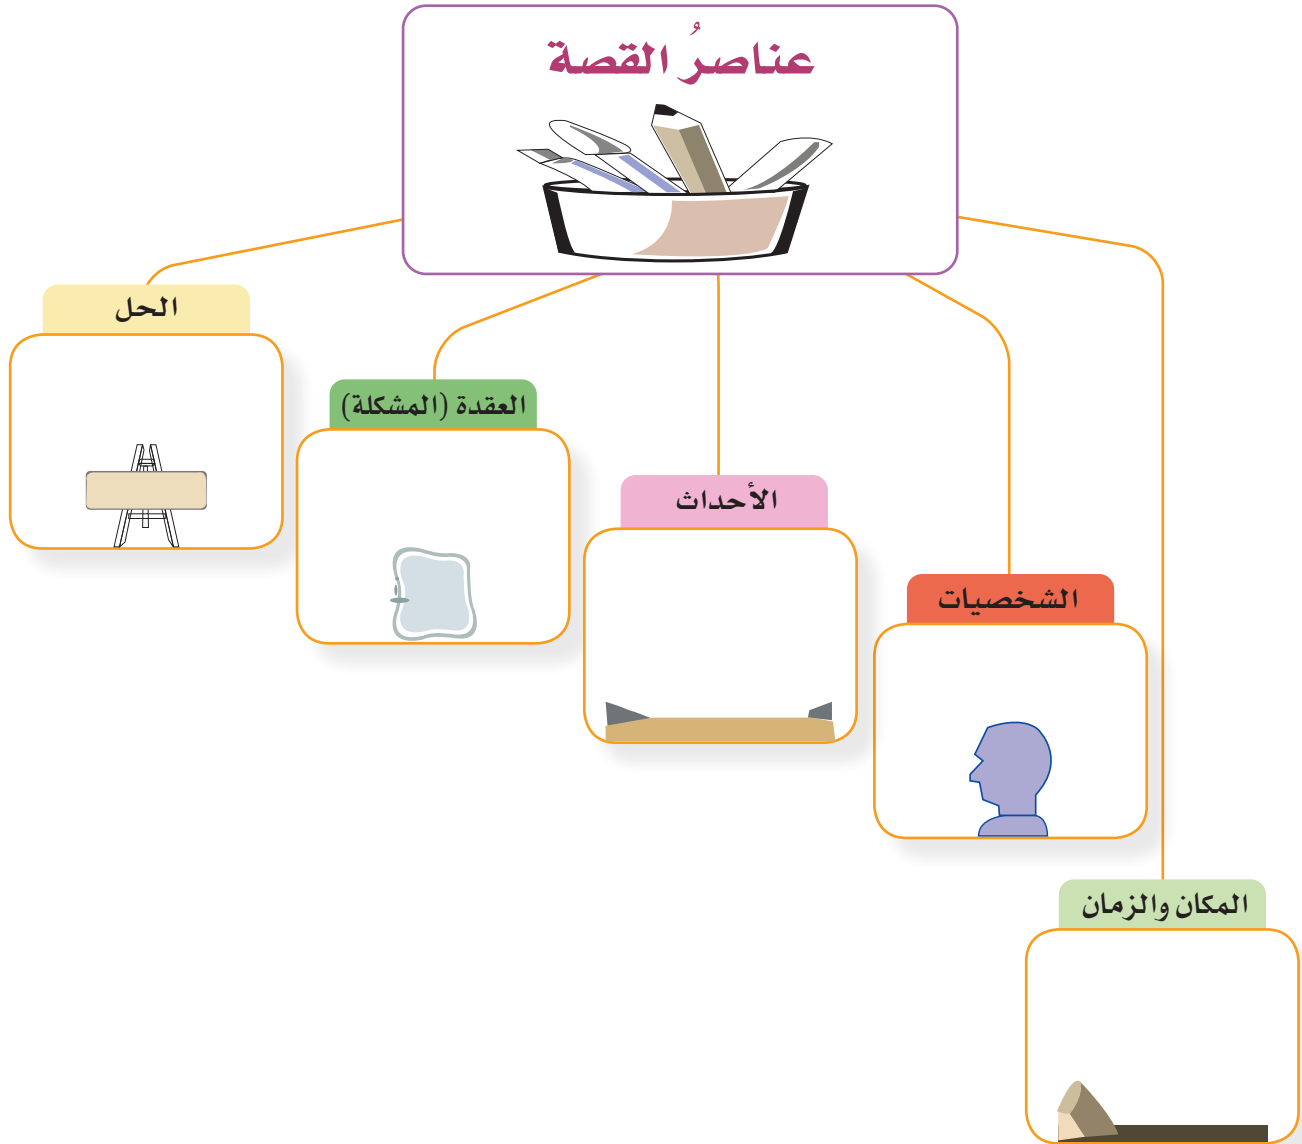 عناصرُ القصة
المكان والزمان
الشخصيات
الأحداث
العقدة (المشكلة)
الحل